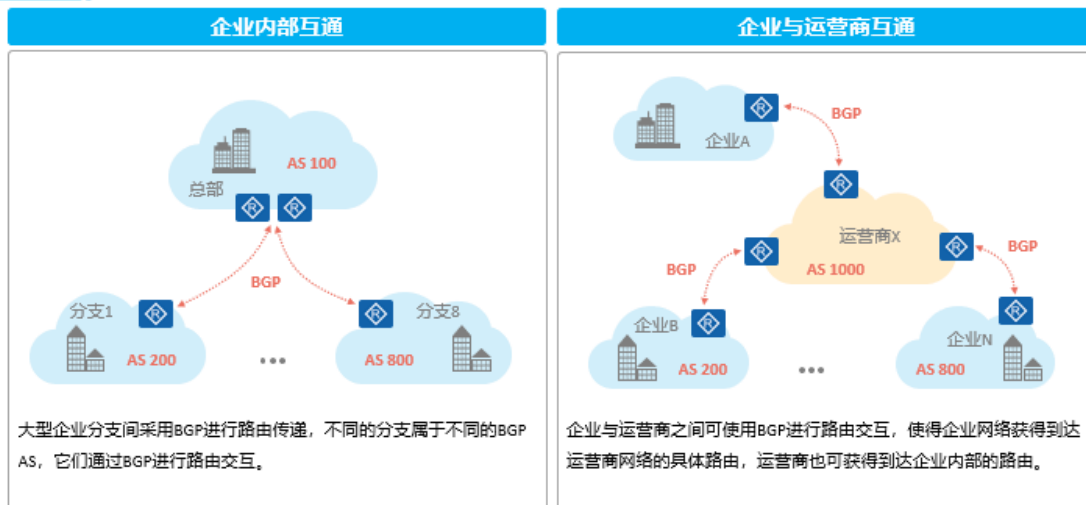 企业内部互通
总部
AS 100
BGP
分支1
AS 200
分支8
AS 800
大型企业分支间采用BGP进行路由传递，不同的分支属于不同的BGP
AS，它们通过BGP进行路由交互。
企业与运营商互通
企业A
BGP
运营商X
AS 1000
BGP
BGP
企业B
AS 200
企业N
AS 800
企业与运营商之间可使用BGP进行路由交互，使得企业网络获得到达
运营商网络的具体路由，运营商也可获得到达企业内部的路由。
R
R
R
R
R
R
R
R
R
R